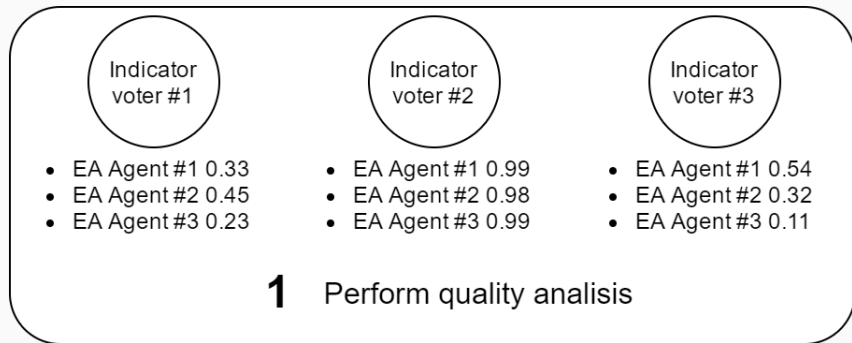 Indicator
voter #1
Indicator
voter #2
Indicator
voter #3
• EA Agent #1 0.33
• EA Agent #2 0.45
• EA Agent #3 0.23
• EA Agent #1 0.99
• EA Agent #2 0.98
• EA Agent #3 0.99
• EA Agent #1 0.54
• EA Agent #2 0.32
• EA Agent #3 0.11
1 Perform quality analisis